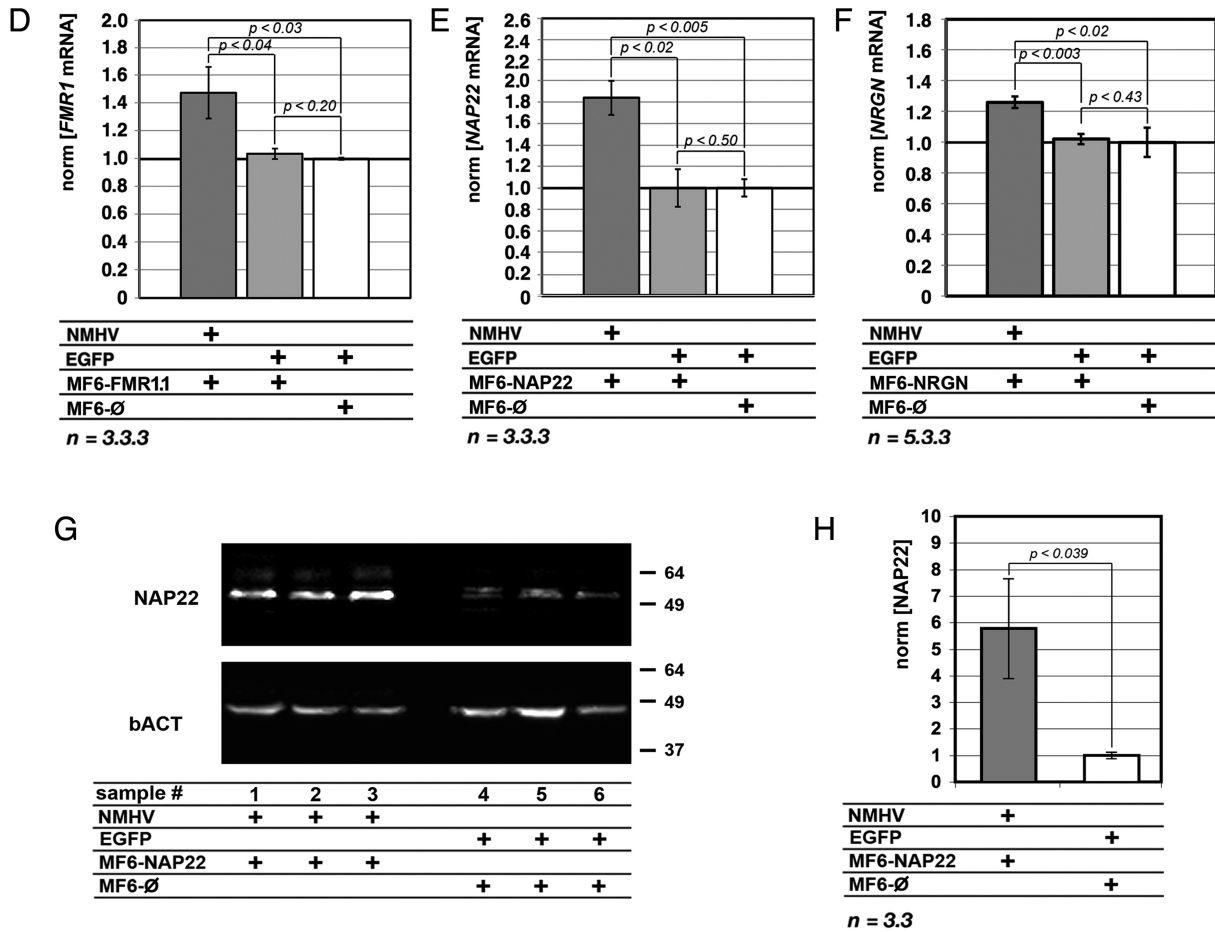 D
norm [FMR1 mRNA]
2.0
1.8
1.6
1.4
1.2
1.0
0.8
0.6
0.4
0.2
0
p < 0.03
p < 0.04
p < 0.20
NMHV +
EGFP + +
MF6-FMR1.1 + +
MF6-Ø +
n = 3.3.3
E
norm [NAP22 mRNA]
2.6
2.4
2.2
2.0
1.8
1.6
1.4
1.2
1.0
0.8
0.6
0.4
0.2
0
p < 0.005
p < 0.02
p < 0.50
NMHV +
EGFP + +
MF6-NAP22 + +
MF6-Ø +
n = 3.3.3
F
norm [NRGN mRNA]
1.8
1.6
1.4
1.2
1.0
0.8
0.6
0.4
0.2
0
p < 0.02
p < 0.003
p < 0.43
NMHV +
EGFP + +
MF6-NRGN + +
MF6-Ø +
n = 5.3.3
G
NAP22
64
49
bACT
64
49
37
sample # 1 2 3 4 5 6
NMHV + + +
EGFP + + +
MF6-NAP22 + + +
MF6-Ø + + +
H
norm [NAP22]
10
9
8
7
6
5
4
3
2
1
0
p < 0.039
NMHV +
EGFP +
MF6-NAP22 +
MF6-Ø +
n = 3.3